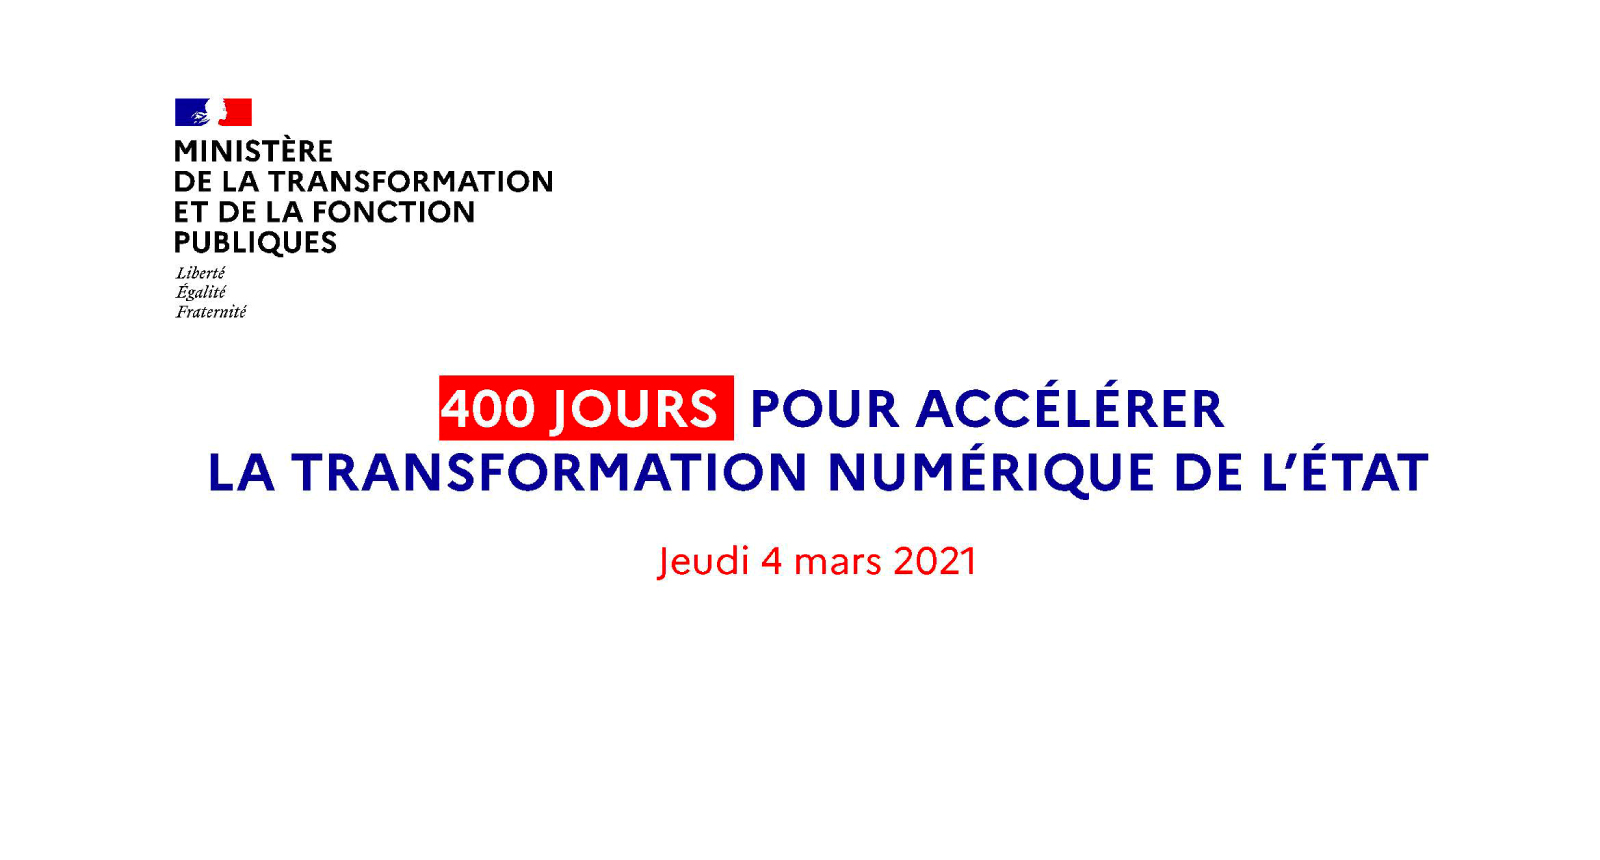 MINISTÈRE
DE LA TRANSFORMATION
ET DE LA FONCTION
PUBLIQUES
Liberté
Égalité
Fraternité
400 JOURS POUR ACCÉLÉRER
LA TRANSFORMATION NUMÉRIQUE DE L’ÉTAT
Jeudi 4 mars 2021